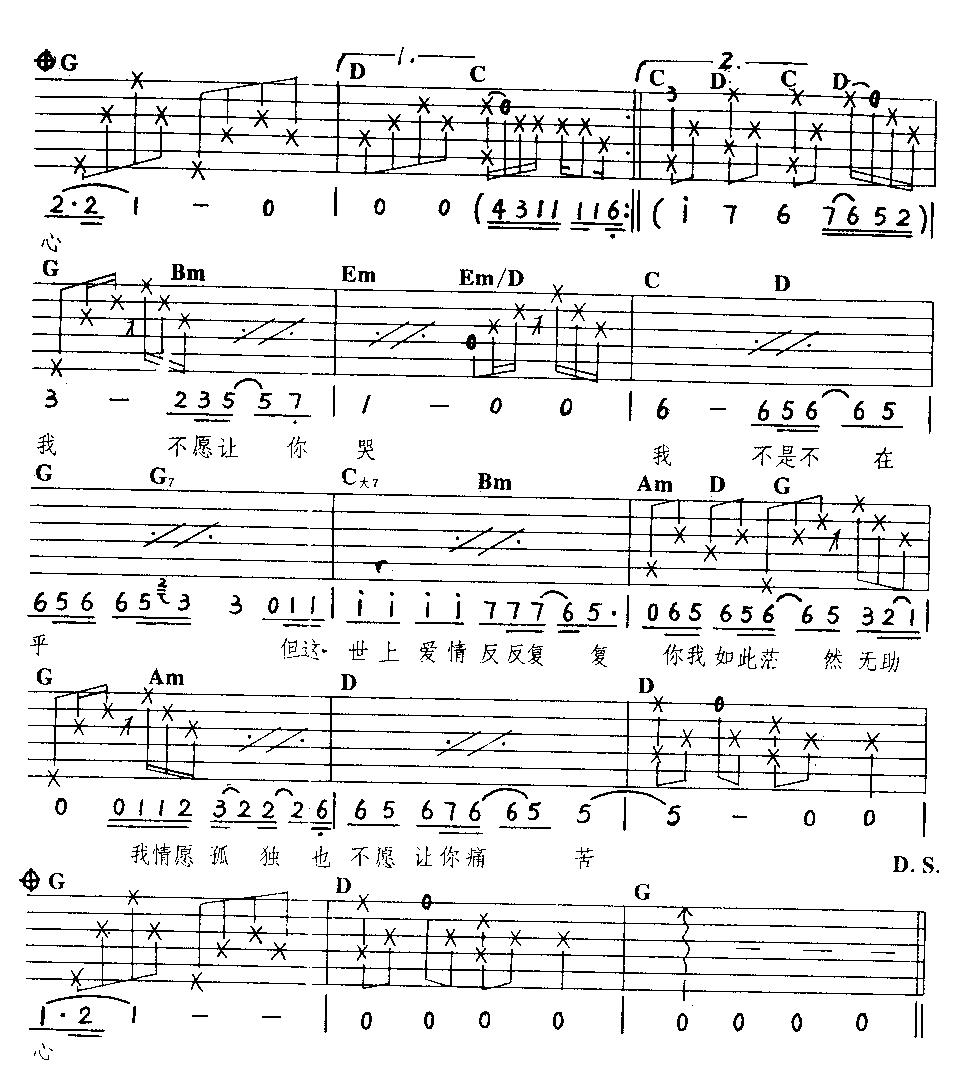 G 1. D C 2. C D C D
2·2 1 - 0 | 0 0 (4311 116:|| (i 7 6 7652)|
心
G Bm Em Em/D C D
3 - 235 57 | 1 - 0 0 | 6 - 656 65 |
我 不愿让 你 哭 我 不是不 在
G G7 C大7 Bm Am D G
656 65 2 3 3 011 | i i i i 777 65· | 065 656 65 321 |
乎 但这· 世上爱情反反复 复 你我如此茫 然无助
G Am D D
0 0112 322 226 | 65 676 65 5 | 5 - 0 0 |
我情愿孤 独 也 不愿让你痛 苦
D.S.
G D G
1·2 1 - - | 0 0 0 0 | 0 0 0 0 ||
心